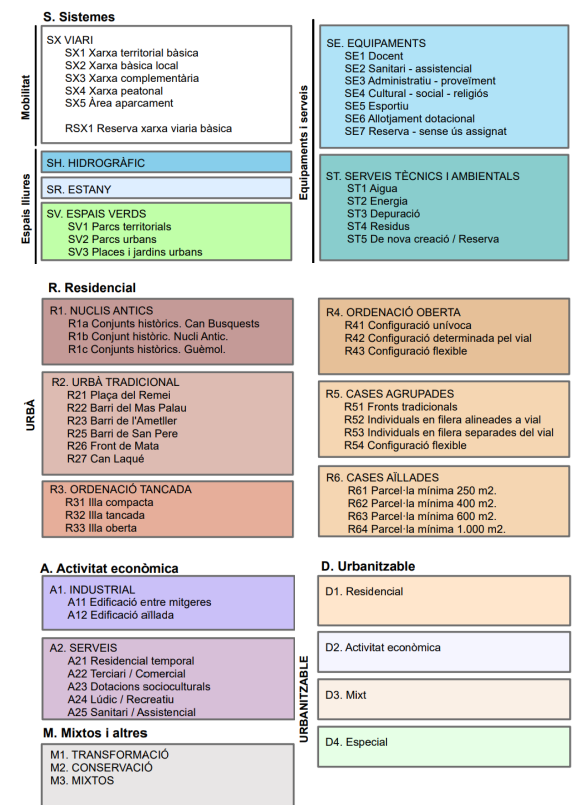 S. Sistemes
Mobilitat
SX VIARI
SX1 Xarxa territorial bàsica
SX2 Xarxa bàsica local
SX3 Xarxa complementària
SX4 Xarxa peatonal
SX5 Àrea aparcament
RSX1 Reserva xarxa viaria bàsica
Espais lliures
SH. HIDROGRÀFIC
SR. ESTANY
SV. ESPAIS VERDS
SV1 Parcs territorials
SV2 Parcs urbans
SV3 Places i jardins urbans
Equipaments i serveis
SE. EQUIPAMENTS
SE1 Docent
SE2 Sanitari - assistencial
SE3 Administratiu - proveïment
SE4 Cultural - social - religiós
SE5 Esportiu
SE6 Allotjament dotacional
SE7 Reserva - sense ús assignat
ST. SERVEIS TÈCNICS I AMBIENTALS
ST1 Aigua
ST2 Energia
ST3 Depuració
ST4 Residus
ST5 De nova creació / Reserva
R. Residencial
URBÀ
R1. NUCLIS ANTICS
R1a Conjunts històrics. Can Busquests
R1b Conjunt històric. Nucli Antic.
R1c Conjunts històrics. Guèmol.
R2. URBÀ TRADICIONAL
R21 Plaça del Remei
R22 Barri del Mas Palau
R23 Barri de l'Ametller
R25 Barri de San Pere
R26 Front de Mata
R27 Can Laqué
R3. ORDENACIÓ TANCADA
R31 Illa compacta
R32 Illa tancada
R33 Illa oberta
R4. ORDENACIÓ OBERTA
R41 Configuració unívoca
R42 Configuració determinada pel vial
R43 Configuració flexible
R5. CASES AGRUPADES
R51 Fronts tradicionals
R52 Individuals en filera alineades a vial
R53 Individuals en filera separades del vial
R54 Configuració flexible
R6. CASES AÏLLADES
R61 Parcel·la mínima 250 m2.
R62 Parcel·la mínima 400 m2.
R63 Parcel·la mínima 600 m2.
R64 Parcel·la mínima 1.000 m2.
A. Activitat econòmica
A1. INDUSTRIAL
A11 Edificació entre mitgeres
A12 Edificació aïllada
A2. SERVEIS
A21 Residencial temporal
A22 Terciari / Comercial
A23 Dotacions socioculturals
A24 Lúdic / Recreatiu
A25 Sanitari / Assistencial
M. Mixtos i altres
M1. TRANSFORMACIÓ
M2. CONSERVACIÓ
M3. MIXTOS
D. Urbanitzable
URBANITZABLE
D1. Residencial
D2. Activitat econòmica
D3. Mixt
D4. Especial